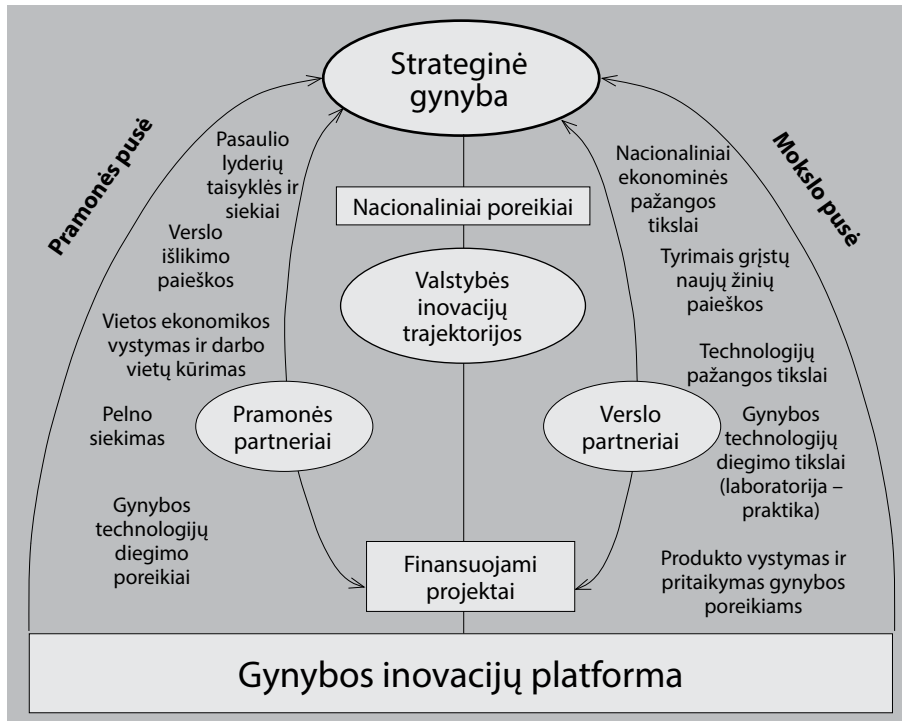 Strateginė
gynyba
Pramonės pusė
Mokslo pusė
Pasaulio
lyderių
taisyklės ir
siekiai
Verslo
išlikimo
paieškos
Vietos ekonomikos
vystymas ir darbo
vietų kūrimas
Pelno
siekimas
Gynybos
technologijų
diegimo
poreikiai
Pramonės
partneriai
Nacionaliniai poreikiai
Valstybės
inovacijų
trajektorijos
Finansuojami
projektai
Verslo
partneriai
Nacionaliniai
ekonominės
pažangos
tikslai
Tyrimais grįstų
naujų žinių
paieškos
Technologijų
pažangos tikslai
Gynybos
technologijų
diegimo tikslai
(laboratorija –
praktika)
Produkto vystymas ir
pritaikymas gynybos
poreikiams
Gynybos inovacijų platforma